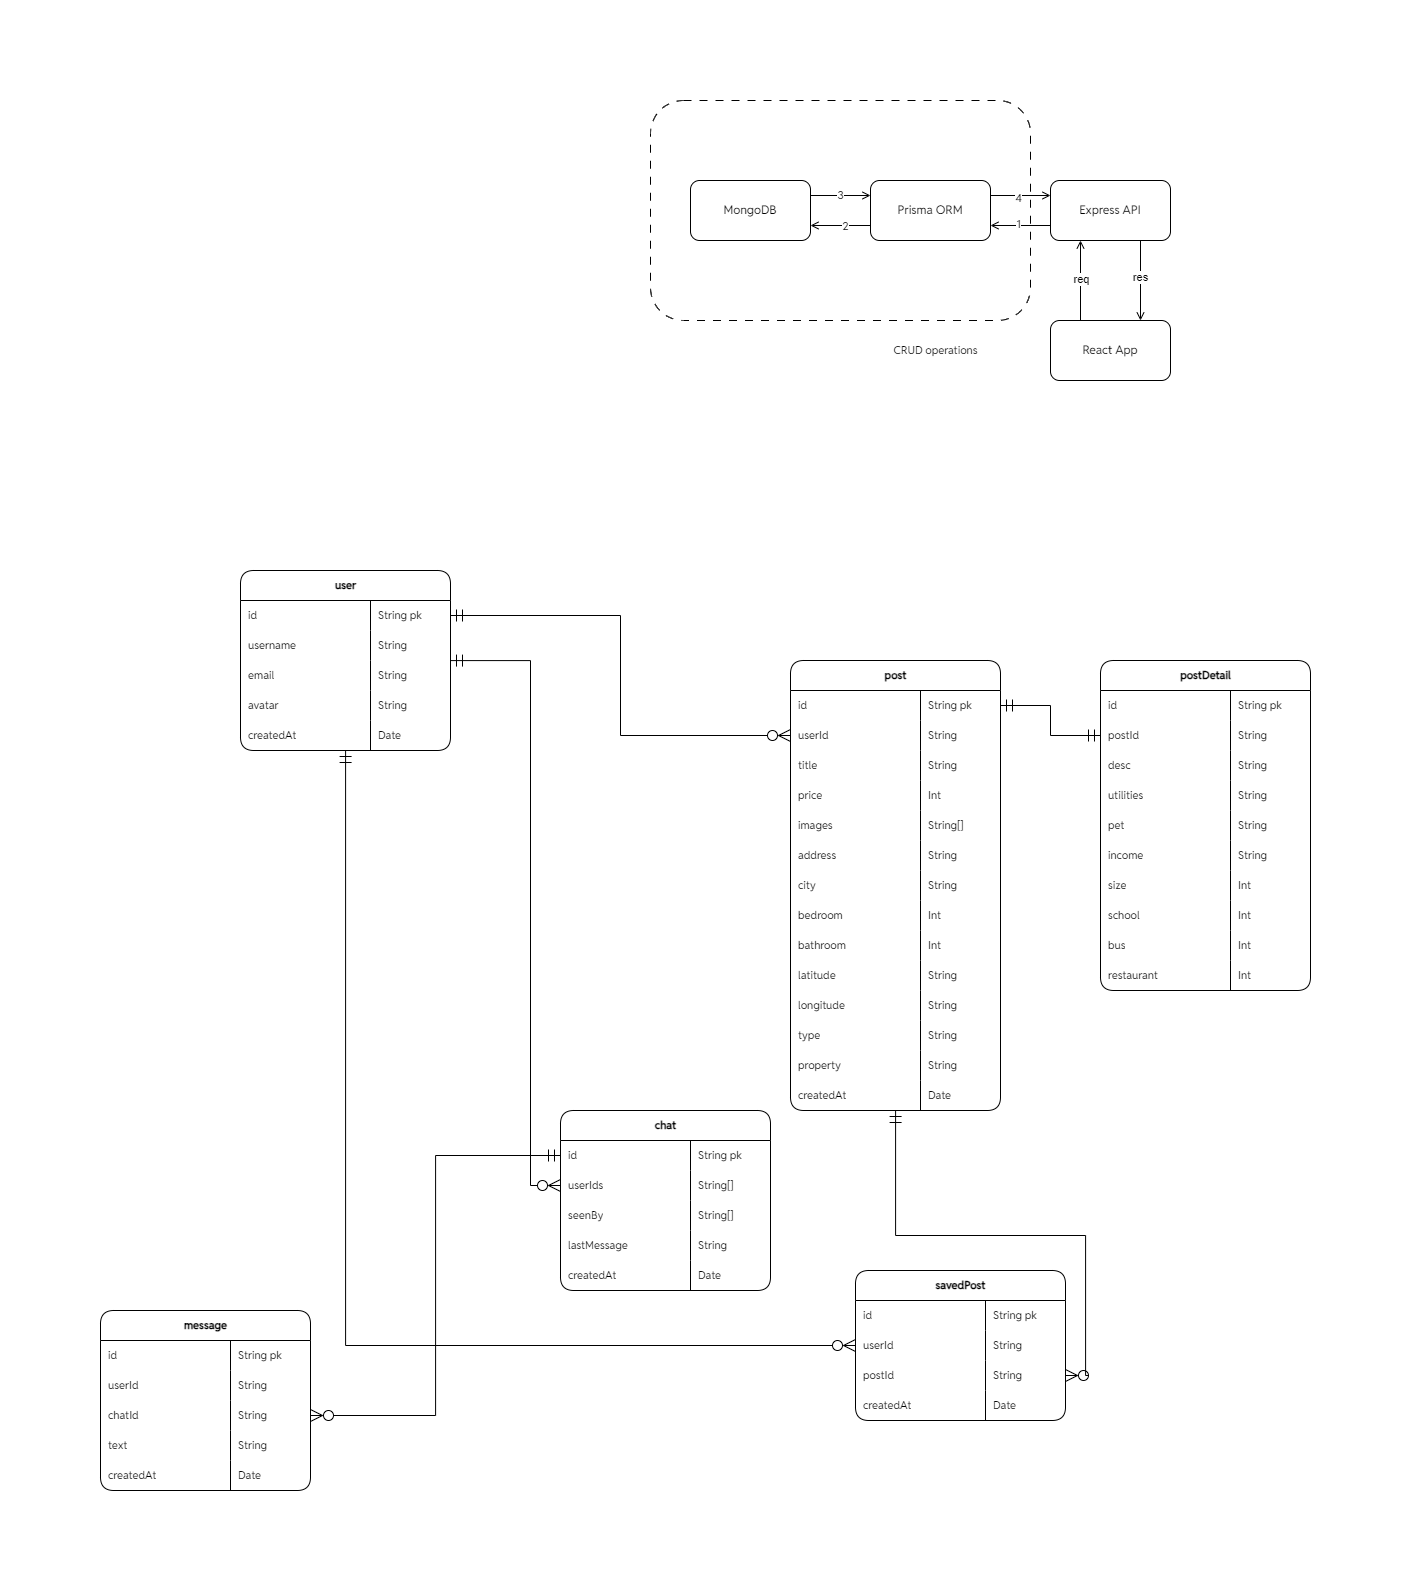 MongoDB
3
2
Prisma ORM
4
1
Express API
req
res
CRUD operations
React App
user
id String pk
username String
email String
avatar String
createdAt Date
post
id String pk
userId String
title String
price Int
images String[]
address String
city String
bedroom Int
bathroom Int
latitude String
longitude String
type String
property String
createdAt Date
postDetail
id String pk
postId String
desc String
utilities String
pet String
income String
size Int
school Int
bus Int
restaurant Int
chat
id String pk
userIds String[]
seenBy String[]
lastMessage String
createdAt Date
savedPost
id String pk
userId String
postId String
createdAt Date
message
id String pk
userId String
chatId String
text String
createdAt Date